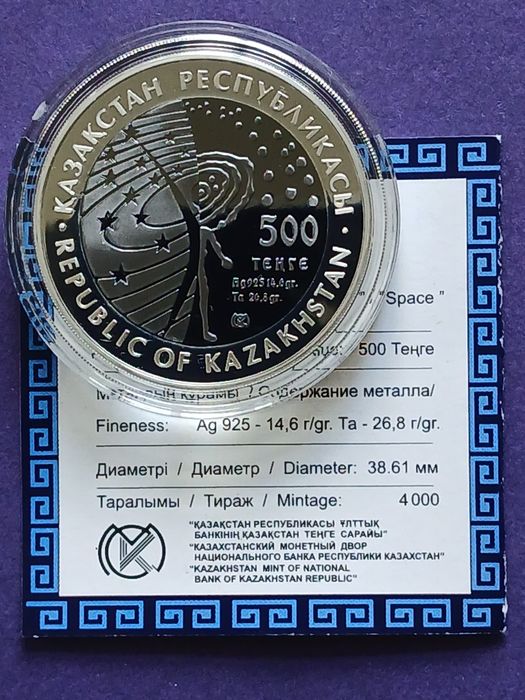 ҚАЗАҚСТАН РЕСПУБЛИКАСЫ
500
ТЕҢГЕ
Ag925 14,6gr.
Ta 26,8gr.
REPUBLIC OF KAZAKHSTAN
"Space"
500 Теңге
құрамы / Содержание металла/
Fineness: Ag 925 - 14,6 г/gr. Ta - 26,8 г/gr.
Диаметрі / Диаметр / Diameter: 38.61 мм
Таралымы / Тираж / Mintage: 4 000
"ҚАЗАҚСТАН РЕСПУБЛИКАСЫ ҰЛТТЫҚ
БАНКІНІҢ ҚАЗАҚСТАН ТЕҢГЕ САРАЙЫ"
"КАЗАХСТАНСКИЙ МОНЕТНЫЙ ДВОР
НАЦИОНАЛЬНОГО БАНКА РЕСПУБЛИКИ КАЗАХСТАН"
"KAZAKHSTAN MINT OF NATIONAL
BANK OF KAZAKHSTAN REPUBLIC"